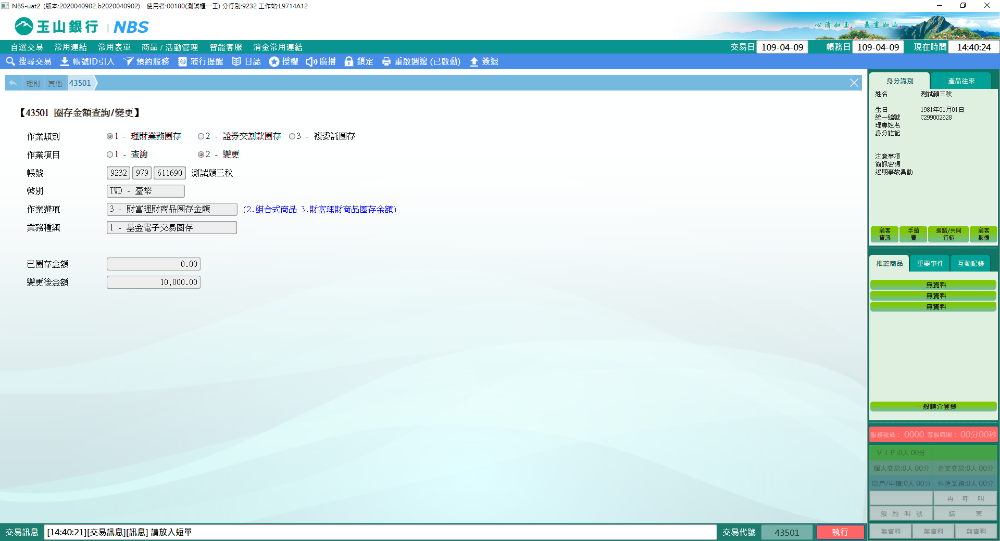 NBS-uat2 (版本:2020040902.b2020040902) 使用者:00180(測試櫃一王) 分行別:9232 工作站:L9714A12
玉山銀行 | NBS
心清如玉。 義重如山。
自選交易 常用連結 常用表單 商品 / 活動管理 智能客服 消金常用連結
交易日 109-04-09 帳務日 109-04-09 現在時間 14:40:24
搜尋交易 帳號ID引入 預約服務 蒞行提醒 日誌 授權 廣播 鎖定 重啟週邊 (已啟動) 簽退
理財 其他 43501
【43501 圈存金額查詢/變更】
作業類別 1 - 理財業務圈存 2 - 證券交割款圈存 3 - 複委託圈存
作業項目 1 - 查詢 2 - 變更
帳號 9232 979 611690 測試顏三秋
幣別 TWD - 臺幣
作業選項 3 - 財富理財商品圈存金額 (2.組合式商品 3.財富理財商品圈存金額)
業務種類 1 - 基金電子交易圈存
已圈存金額 0.00
變更後金額 10,000.00
身分識別 產品往來
姓名 測試顏三秋
生日 1981年01月01日
統一編號 C299002628
理專姓名
身分註記
注意事項
簡訊密碼
近期事故異動
顧客資訊 手續費 通路/共同行銷 顧客影像
推薦商品 重要事件 互動記錄
無資料
無資料
無資料
一般轉介登錄
服務號碼： 0000 等候時間： 00分00秒
ＶＩＰ:0人 00分
個人交易:0人 00分 企業交易:0人 00分
開戶/申請:0人 00分 外匯業務:0人 00分
再 呼 叫
預 約 叫 號 結 束
無資料 無資料 無資料
交易訊息 [14:40:21][交易訊息][訊息] 請放入短單 交易代號 43501 執行